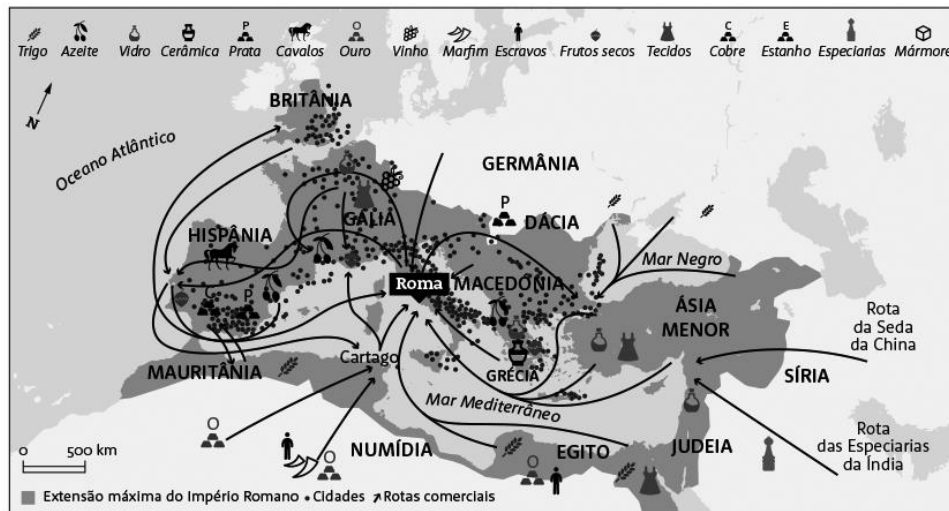 P O C E
Trigo Azeite Vidro Cerâmica Prata Cavalos Ouro Vinho Marfim Escravos Frutos secos Tecidos Cobre Estanho Especiarias Mármore
N
BRITÂNIA
Oceano Atlântico
GERMÂNIA
P
DÁCIA
GÁLIA
HISPÂNIA
Mar Negro
Roma
MACEDÓNIA
P
ÁSIA
MENOR
Rota
da Seda
da China
Cartago
GRÉCIA
MAURITÂNIA
SÍRIA
Mar Mediterrâneo
Rota
das Especiarias
da Índia
O
NUMÍDIA
EGITO
JUDEIA
O
O
0 500 km
Extensão máxima do Império Romano Cidades Rotas comerciais